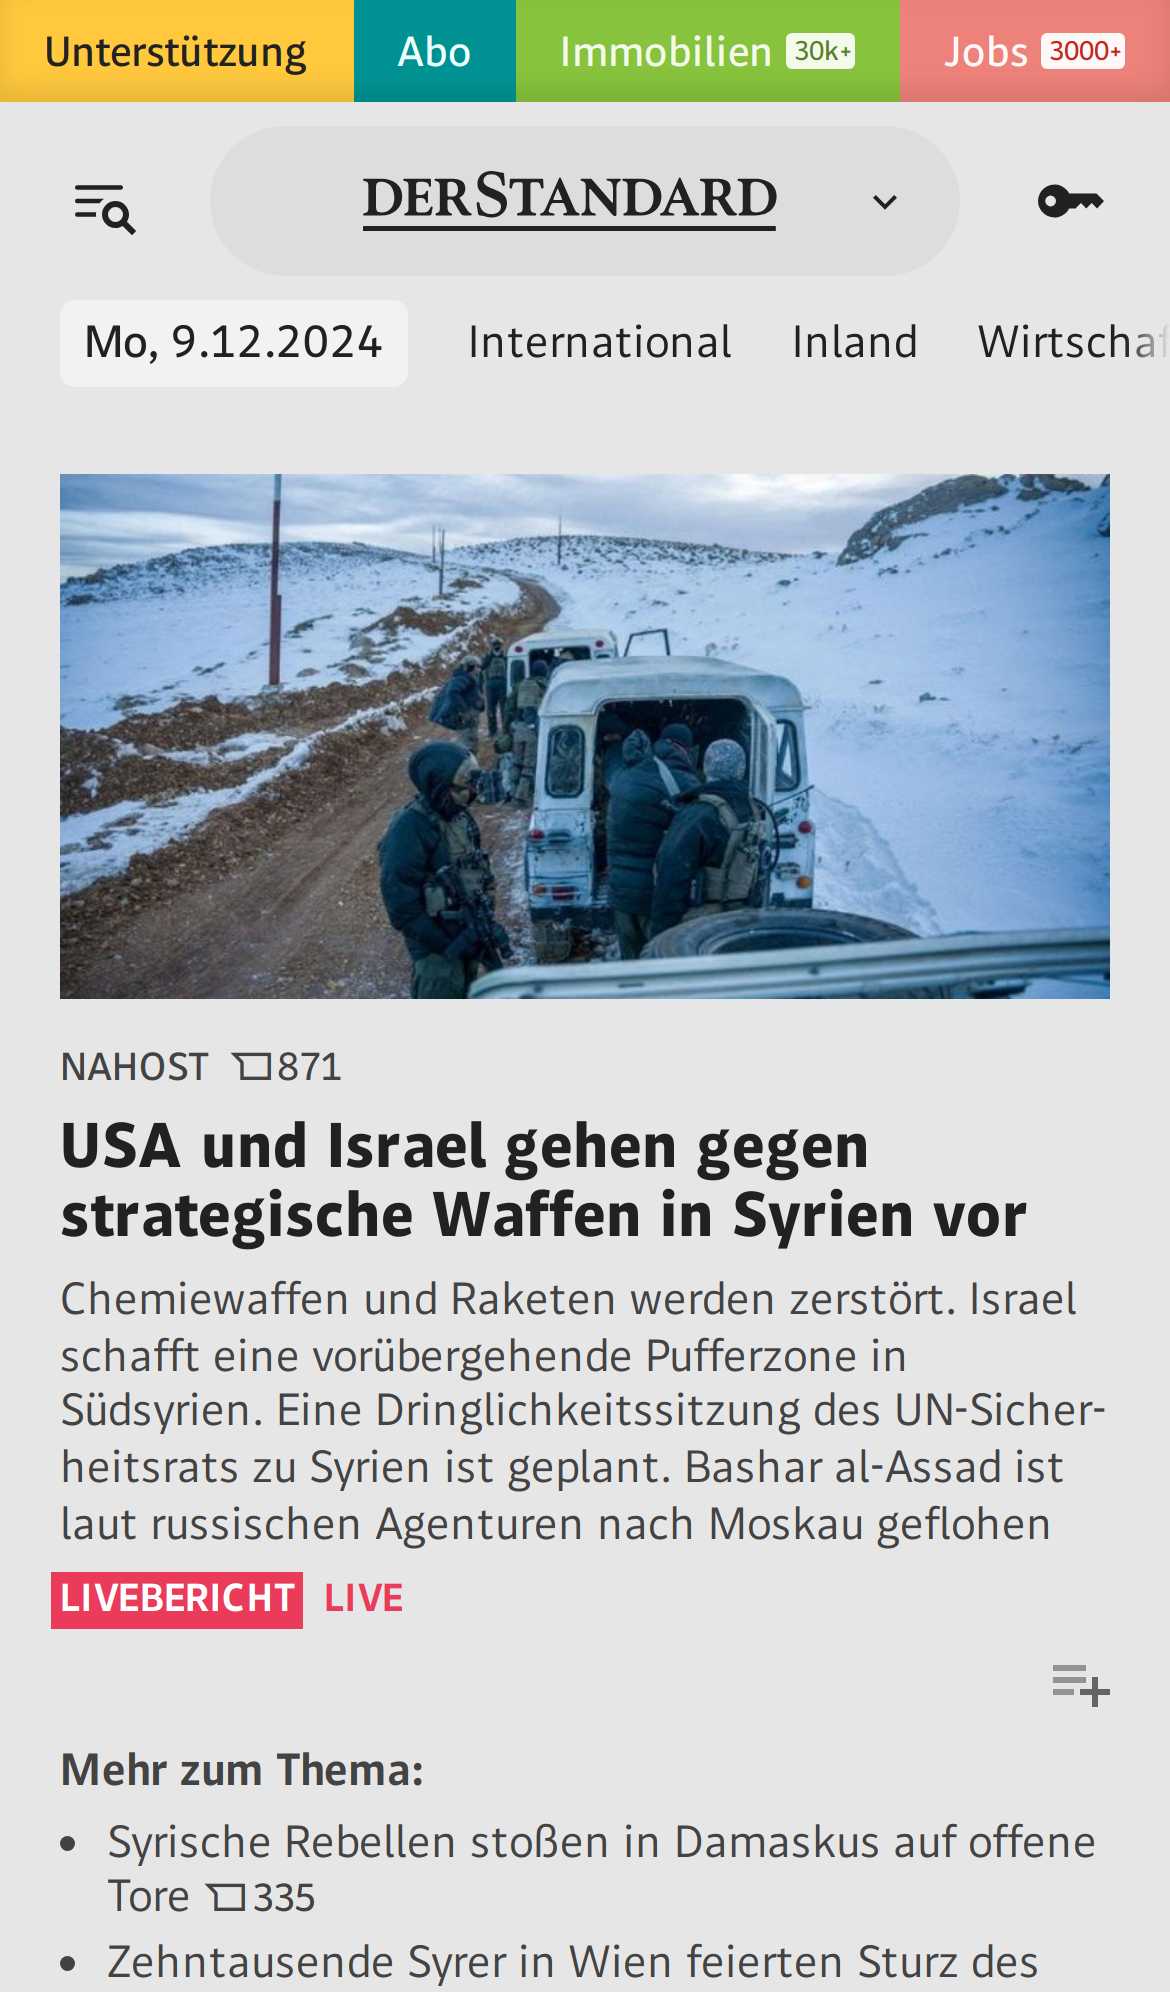 Unterstützung Abo Immobilien 30k+ Jobs 3000+
DERSTANDARD
Mo, 9.12.2024 International Inland Wirtschaf
NAHOST 871
USA und Israel gehen gegen
strategische Waffen in Syrien vor
Chemiewaffen und Raketen werden zerstört. Israel
schafft eine vorübergehende Pufferzone in
Südsyrien. Eine Dringlichkeitssitzung des UN-Sicher-
heitsrats zu Syrien ist geplant. Bashar al-Assad ist
laut russischen Agenturen nach Moskau geflohen
LIVEBERICHT LIVE
Mehr zum Thema:
• Syrische Rebellen stoßen in Damaskus auf offene
Tore 335
• Zehntausende Syrer in Wien feierten Sturz des